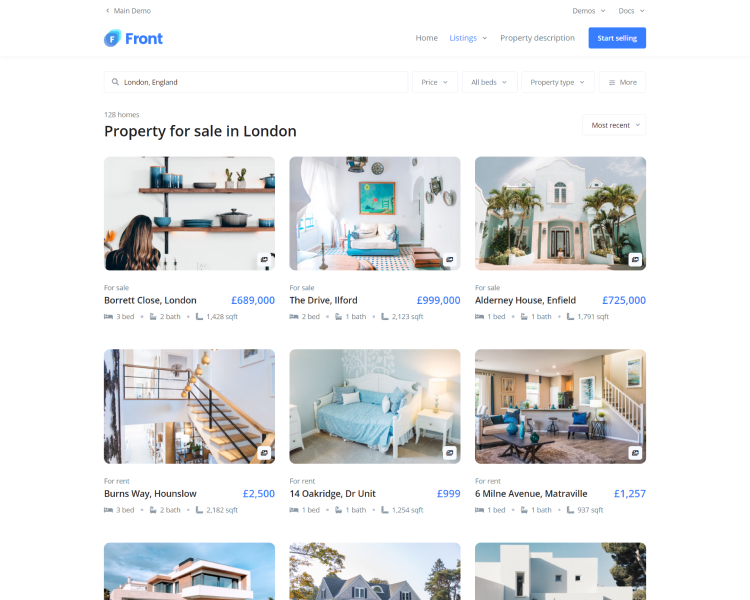 Main Demo
Demos
Docs
Front
Home
Listings
Property description
Start selling
London, England
Price
All beds
Property type
More
128 homes
Property for sale in London
Most recent
For sale
Borrett Close, London
£689,000
3 bed
2 bath
1,428 sqft
For sale
The Drive, Ilford
£999,000
2 bed
1 bath
2,123 sqft
For sale
Alderney House, Enfield
£725,000
1 bed
1 bath
1,791 sqft
For rent
Burns Way, Hounslow
£2,500
3 bed
2 bath
2,182 sqft
For rent
14 Oakridge, Dr Unit
£999
1 bed
1 bath
1,254 sqft
For rent
6 Milne Avenue, Matraville
£1,257
1 bed
1 bath
937 sqft